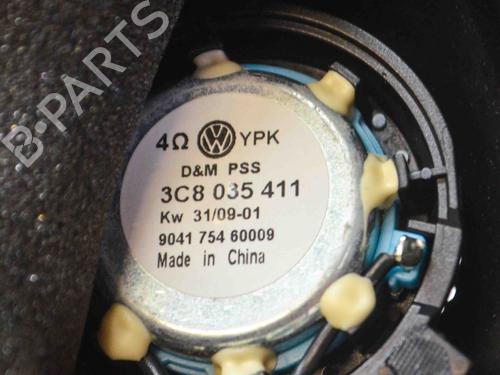 B-PARTS
4Ω VW YPK
D&M PSS
3C8 035 411
Kw 31/09-01
9041 754 60009
Made in China